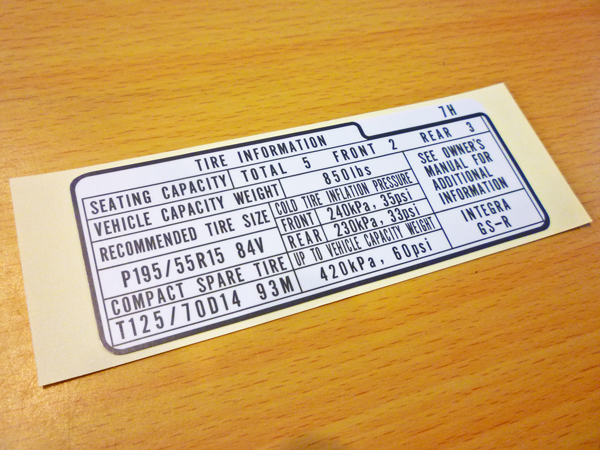 7H
TIRE INFORMATION
SEATING CAPACITY TOTAL 5 FRONT 2 REAR 3
VEHICLE CAPACITY WEIGHT 850lbs
RECOMMENDED TIRE SIZE
P195/55R15 84V
COLD TIRE INFLATION PRESSURE
FRONT 240kPa, 35psi
REAR 230kPa, 33psi
UP TO VEHICLE CAPACITY WEIGHT
COMPACT SPARE TIRE
T125/70D14 93M
420kPa, 60psi
SEE OWNER'S
MANUAL FOR
ADDITIONAL
INFORMATION
INTEGRA
GS-R